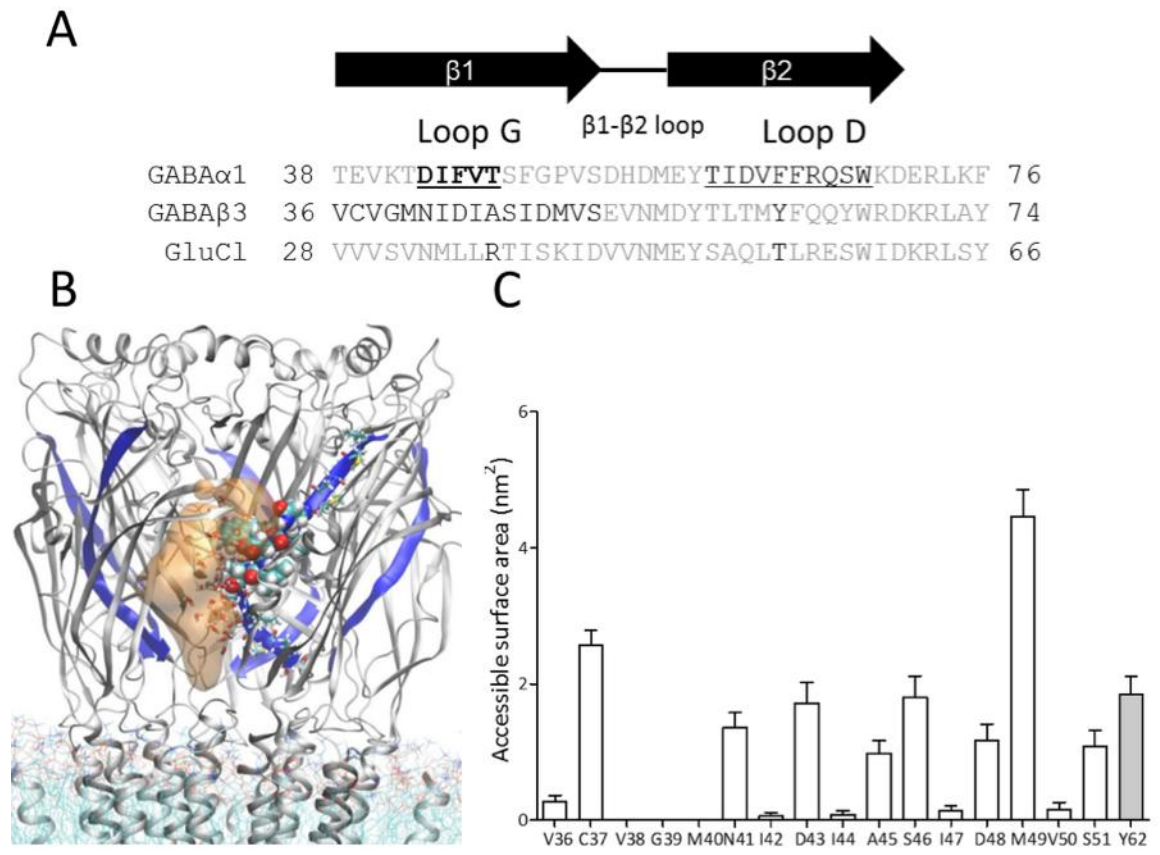 A
β1
β2
Loop G
β1-β2 loop
Loop D
GABAα1 38 TEVKTDIFVTSFGPVSDHDMEYTIDVFFRQSWKDERLKF 76
GABAβ3 36 VCVGMNIDIASIDMVSEVNMDYTLTMYFQQYWRDKRLAY 74
GluCl 28 VVVSVNMLLRTISKIDVVNMEYSAQLTLRESWIDKRLSY 66
B
C
Accessible surface area (nm²)
6
4
2
0
V36 C37 V38 G39 M40 N41 I42 D43 I44 A45 S46 I47 D48 M49 V50 S51 Y62